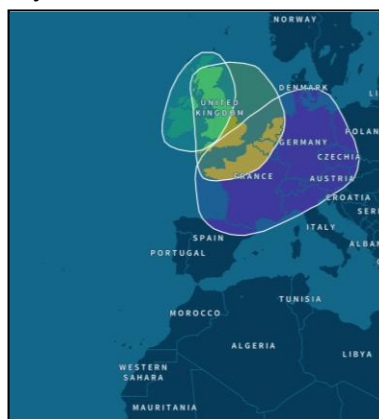 NORWAY
UNITED
KINGDOM
DENMARK
GERMANY
POLAN
CZECHIA
FRANCE
AUSTRIA
CROATIA
SER
ITALY
ALBAN
SPAIN
PORTUGAL
TUNISIA
MOROCCO
ALGERIA
LIBYA
WESTERN
SAHARA
MAURITANIA